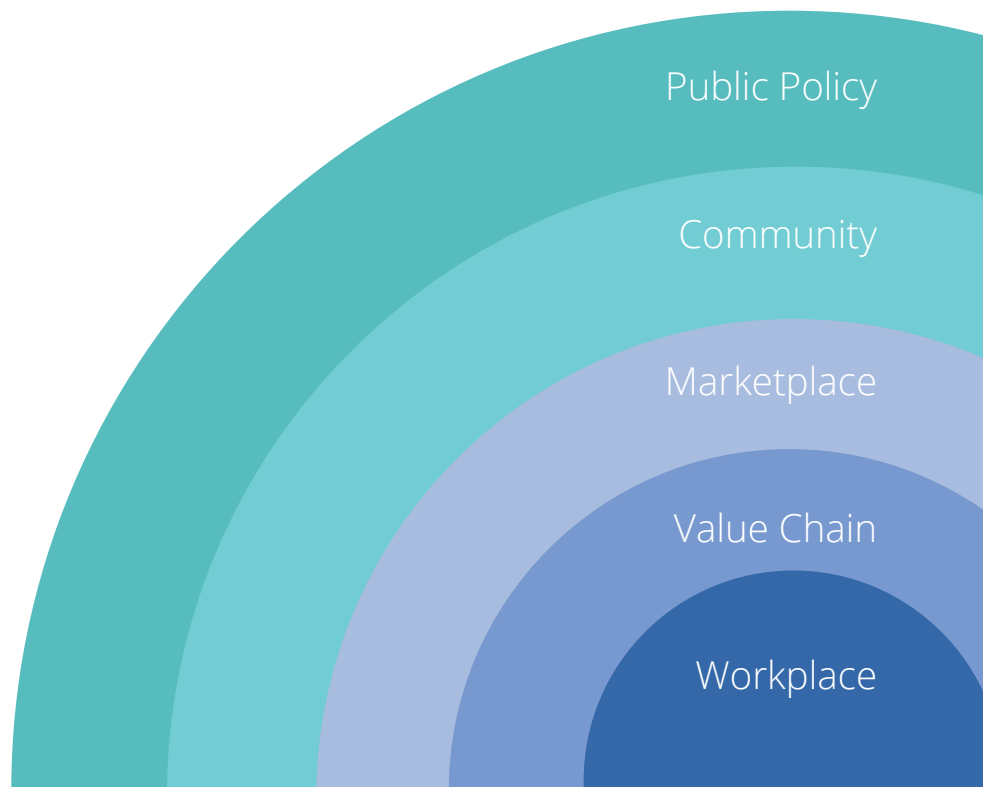 Public Policy
Community
Marketplace
Value Chain
Workplace